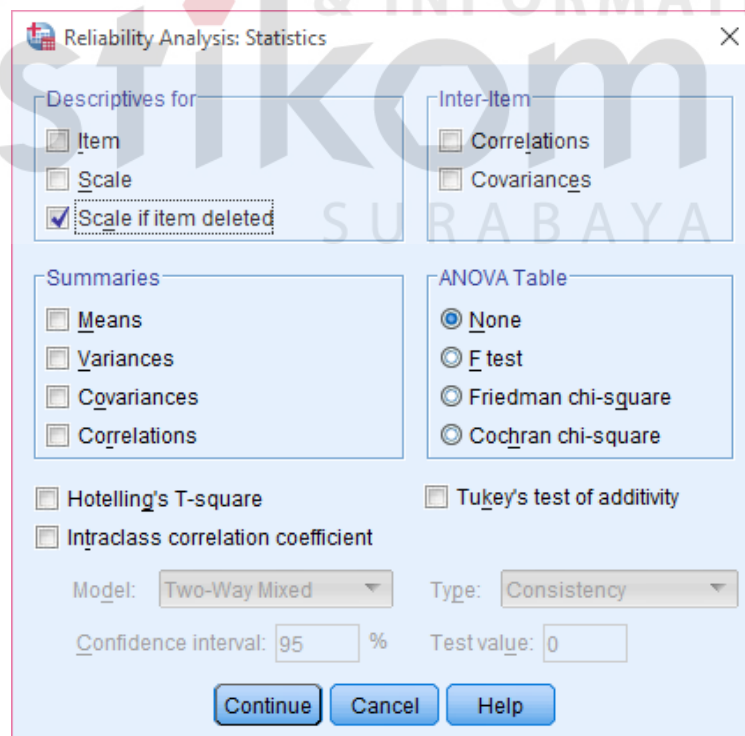 & INFORMAT
Reliability Analysis: Statistics
stikom
SURABAYA
Descriptives for
Item
Scale
Scale if item deleted
Inter-Item
Correlations
Covariances
Summaries
Means
Variances
Covariances
Correlations
ANOVA Table
None
F test
Friedman chi-square
Cochran chi-square
Hotelling's T-square
Tukey's test of additivity
Intraclass correlation coefficient
Model: Two-Way Mixed
Type: Consistency
Confidence interval: 95 %
Test value: 0
Continue
Cancel
Help